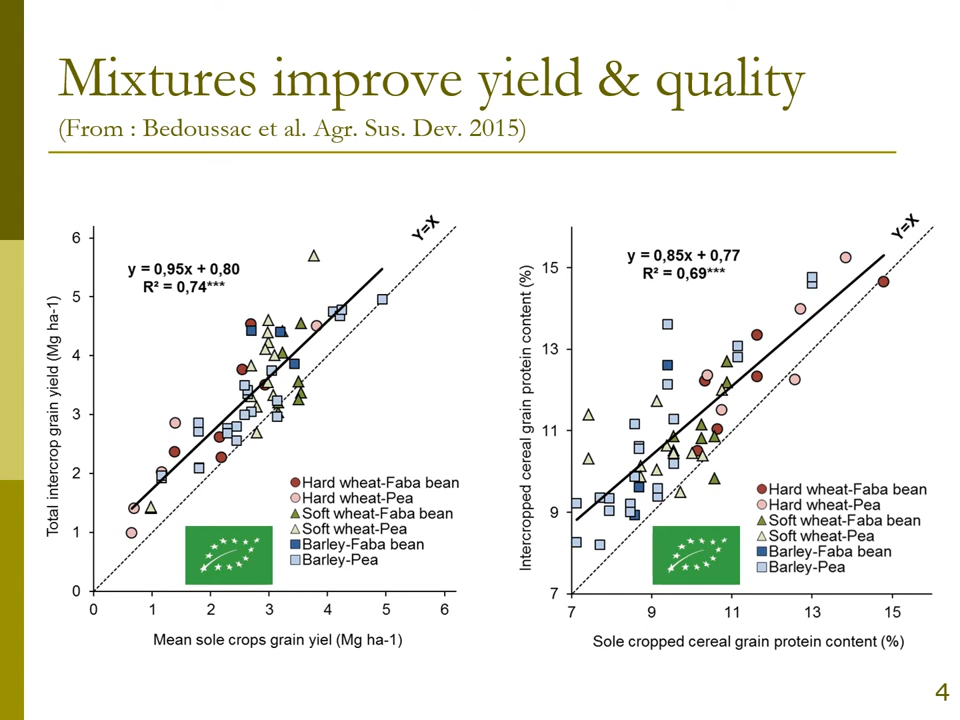 Mixtures improve yield & quality
(From : Bedoussac et al. Agr. Sus. Dev. 2015)
Total intercrop grain yield (Mg ha-1)
6
5
4
3
2
1
0
y = 0,95x + 0,80
R² = 0,74***
Y=X
Hard wheat-Faba bean
Hard wheat-Pea
Soft wheat-Faba bean
Soft wheat-Pea
Barley-Faba bean
Barley-Pea
0 1 2 3 4 5 6
Mean sole crops grain yiel (Mg ha-1)
Intercropped cereal grain protein content (%)
15
13
11
9
7
y = 0,85x + 0,77
R² = 0,69***
Y=X
Hard wheat-Faba bean
Hard wheat-Pea
Soft wheat-Faba bean
Soft wheat-Pea
Barley-Faba bean
Barley-Pea
7 9 11 13 15
Sole cropped cereal grain protein content (%)
4